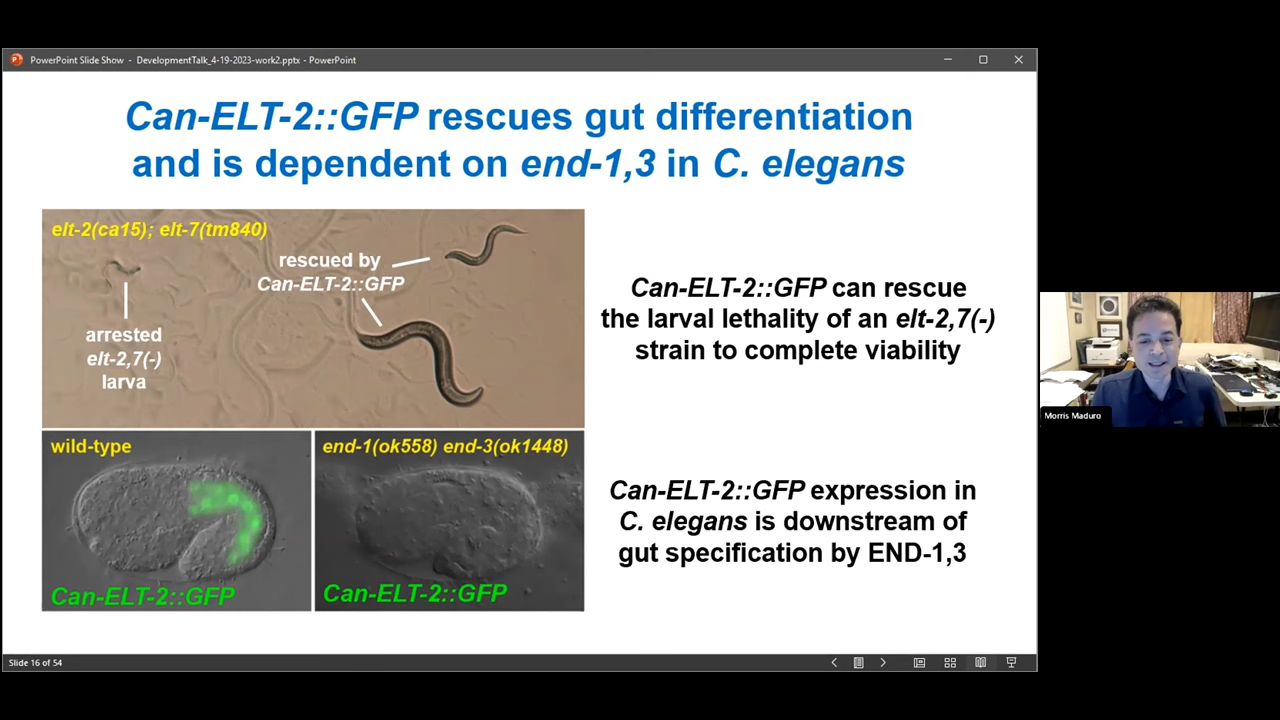 PowerPoint Slide Show - DevelopmentTalk_4-19-2023-work2.pptx - PowerPoint
Can-ELT-2::GFP rescues gut differentiation
and is dependent on end-1,3 in C. elegans
elt-2(ca15); elt-7(tm840)
rescued by
Can-ELT-2::GFP
arrested
elt-2,7(-)
larva
Can-ELT-2::GFP can rescue
the larval lethality of an elt-2,7(-)
strain to complete viability
wild-type
Can-ELT-2::GFP
end-1(ok558) end-3(ok1448)
Can-ELT-2::GFP
Can-ELT-2::GFP expression in
C. elegans is downstream of
gut specification by END-1,3
Morris Maduro
Slide 16 of 54